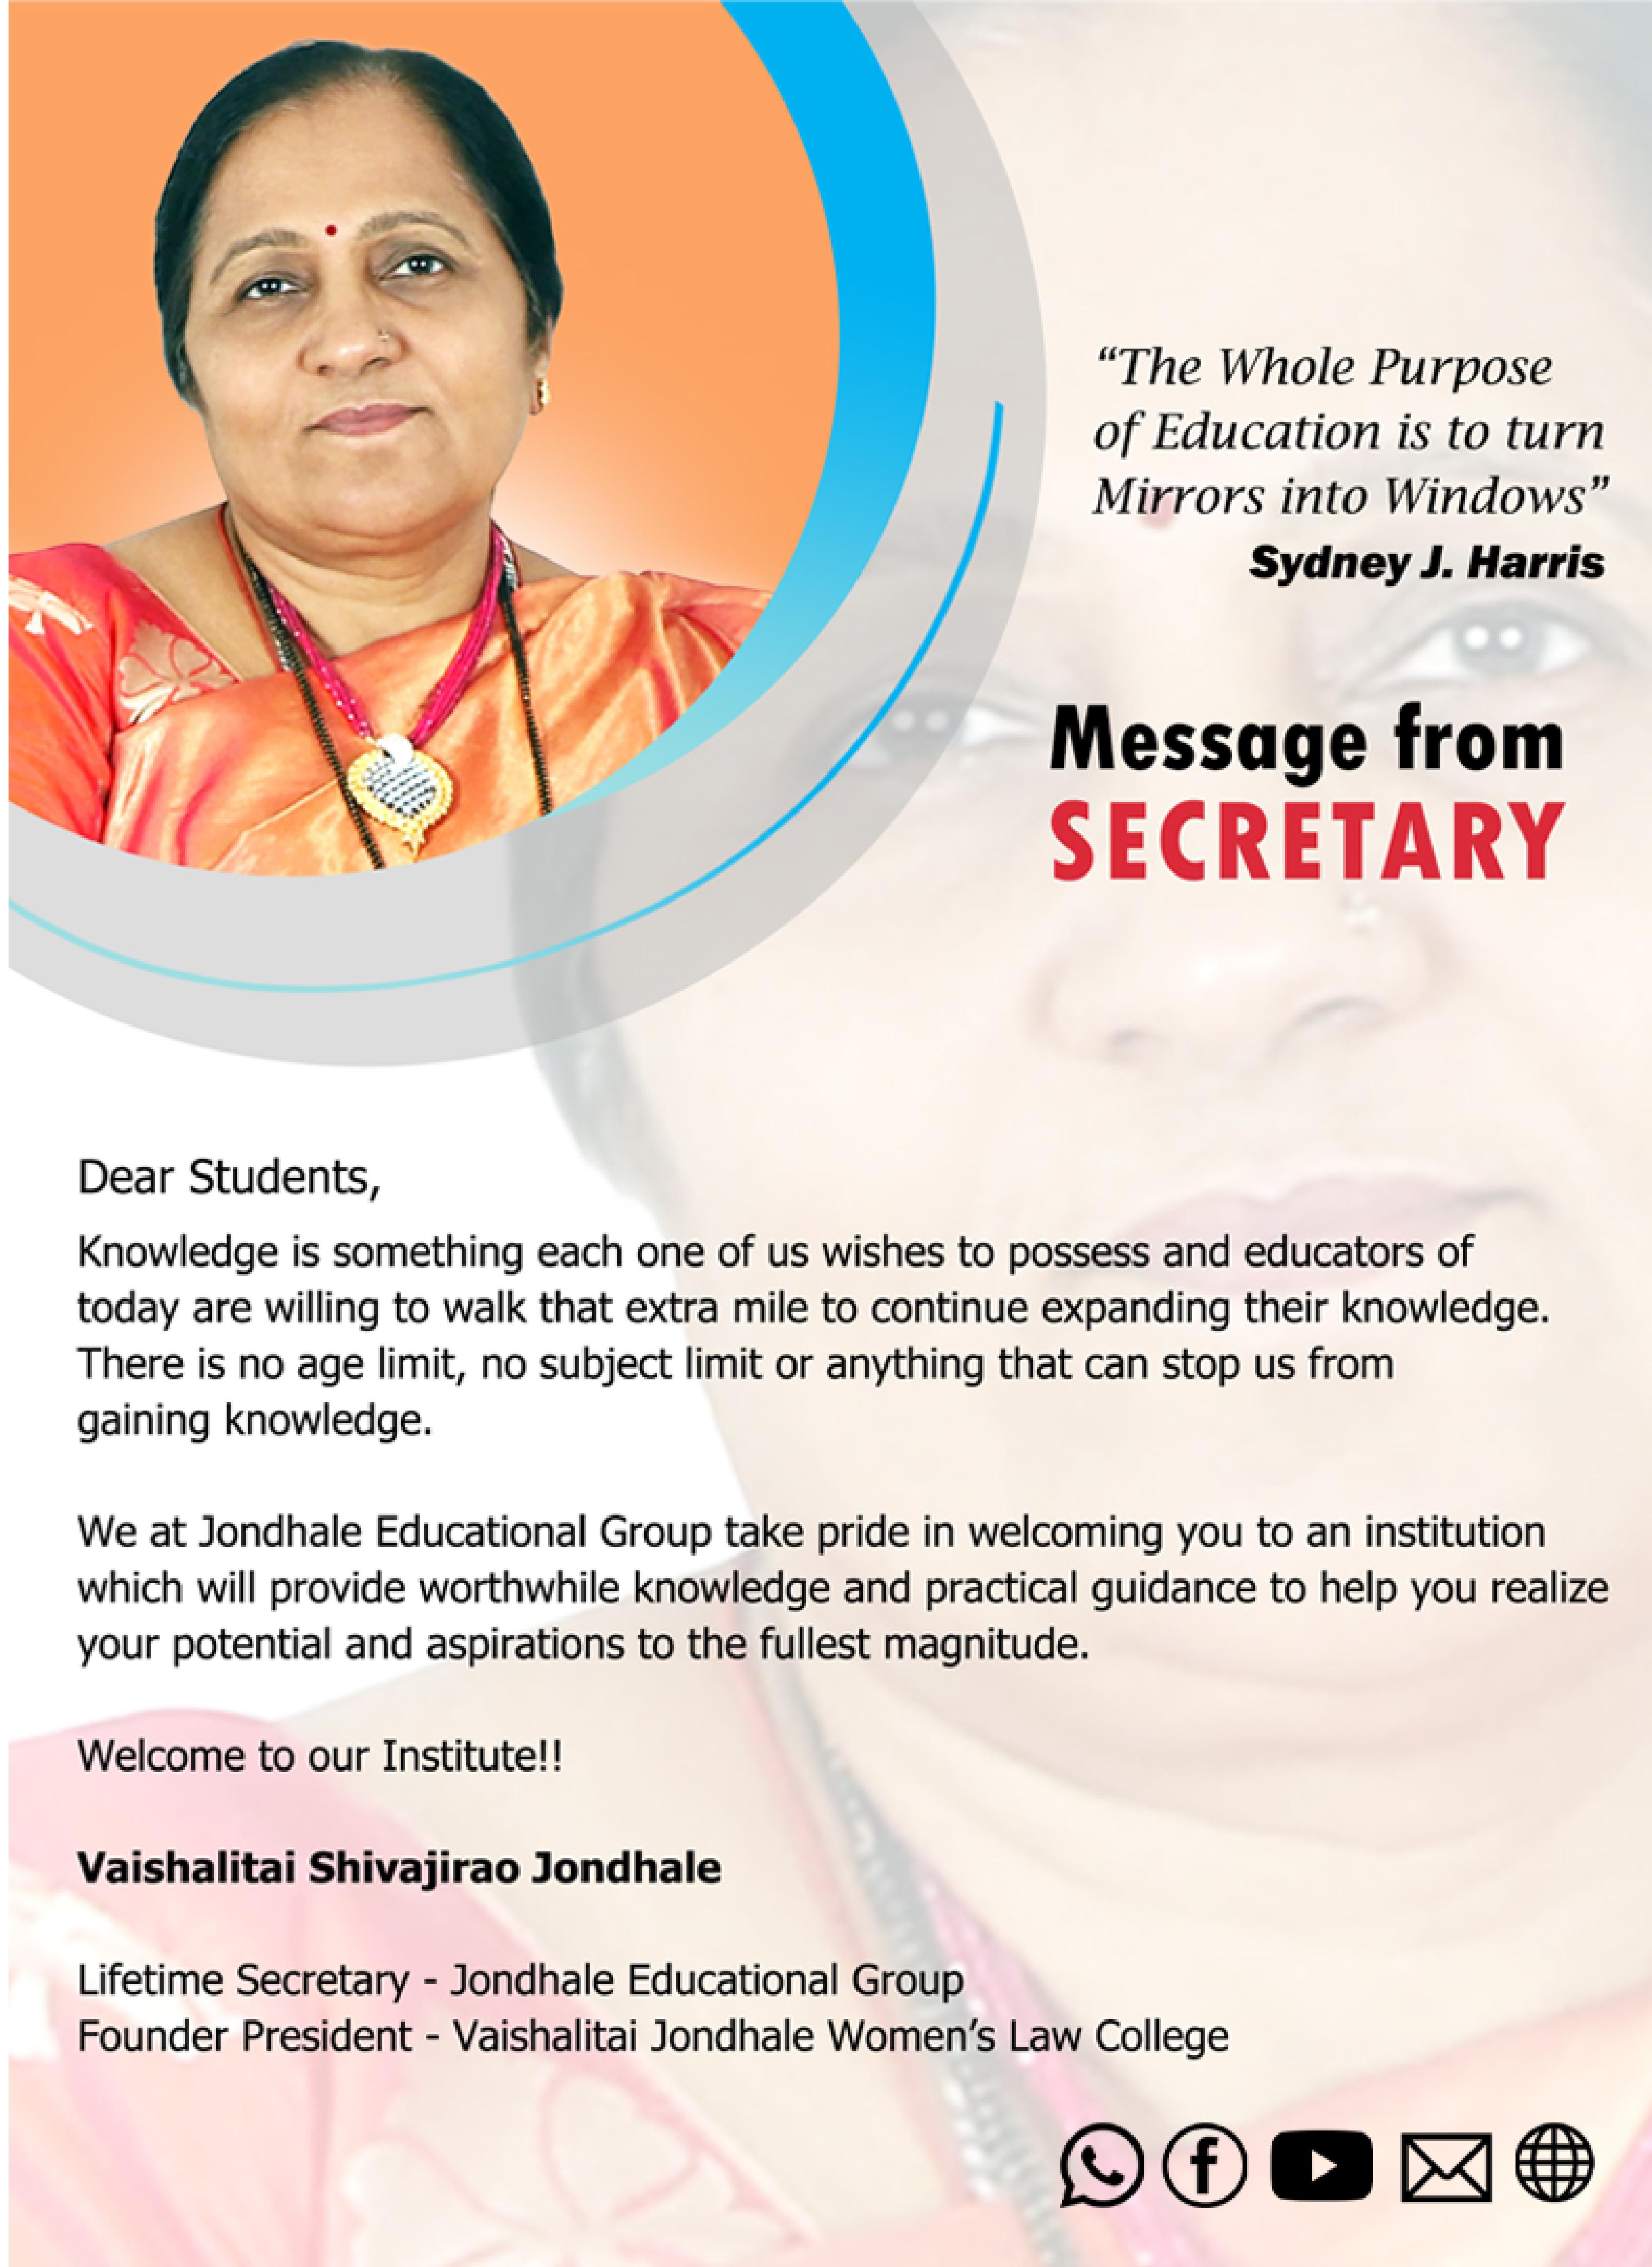 “The Whole Purpose
of Education is to turn
Mirrors into Windows”
Sydney J. Harris
Message from
SECRETARY
Dear Students,
Knowledge is something each one of us wishes to possess and educators of
today are willing to walk that extra mile to continue expanding their knowledge.
There is no age limit, no subject limit or anything that can stop us from
gaining knowledge.
We at Jondhale Educational Group take pride in welcoming you to an institution
which will provide worthwhile knowledge and practical guidance to help you realize
your potential and aspirations to the fullest magnitude.
Welcome to our Institute!!
Vaishalitai Shivajirao Jondhale
Lifetime Secretary - Jondhale Educational Group
Founder President - Vaishalitai Jondhale Women’s Law College